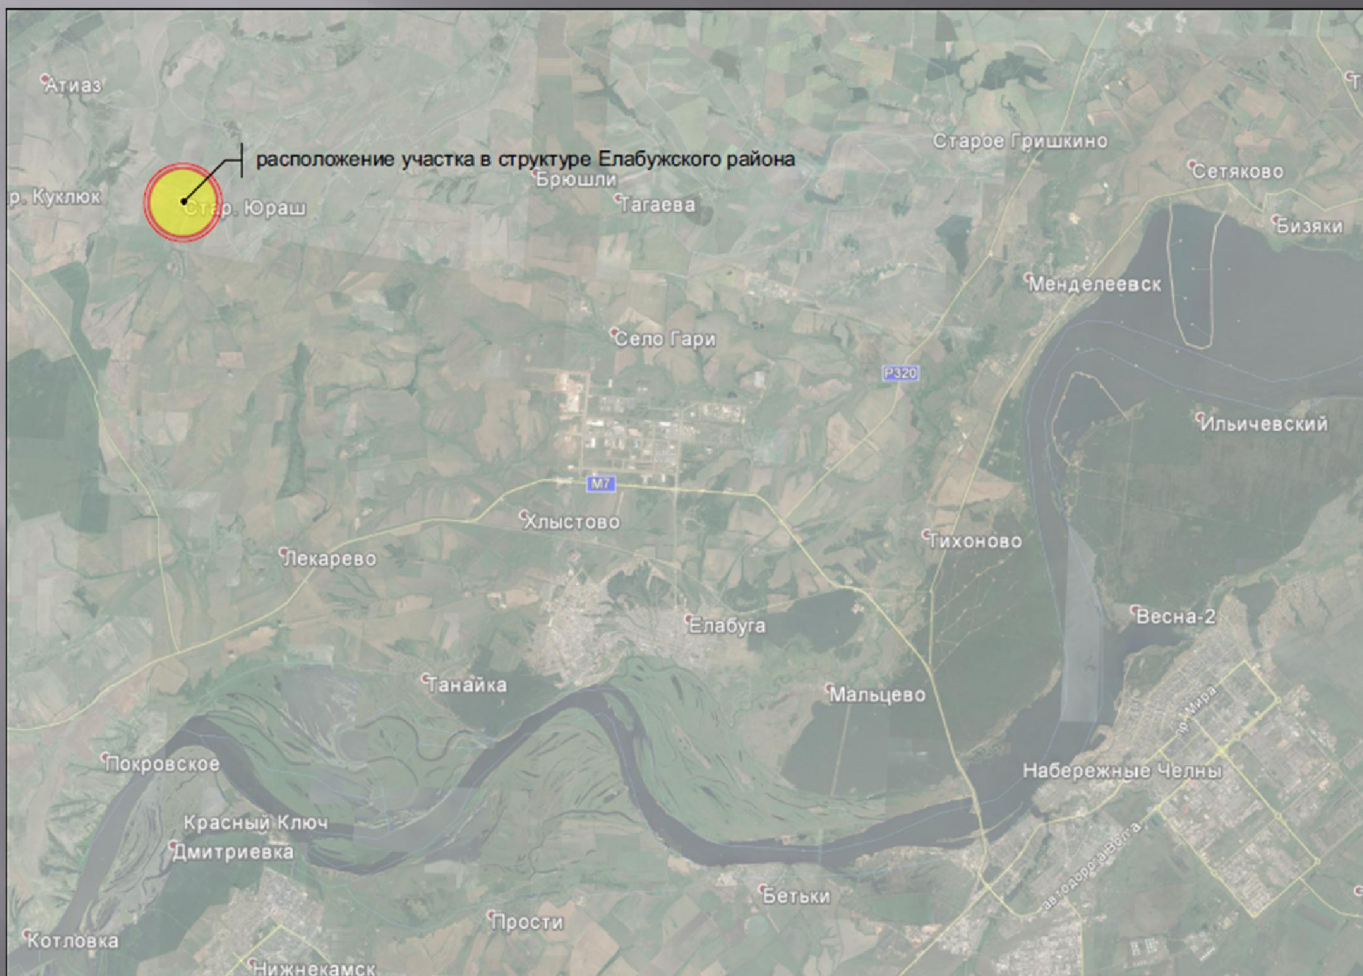 Атиаз
Старое Гришкино
расположение участка в структуре Елабужского района
Сетяково
Брюшли
р. Куклюк
Стар. Юраш
Тагаева
Бизяки
Менделеевск
Село Гари
Р320
Ильичевский
М7
Хлыстово
Тихоново
Лекарево
Весна-2
Елабуга
Танайка
Мальцево
пр. Мира
Покровское
Набережные Челны
Красный Ключ
Дмитриевка
автодорога Волга
Бетьки
Прости
Котловка
Нижнекамск